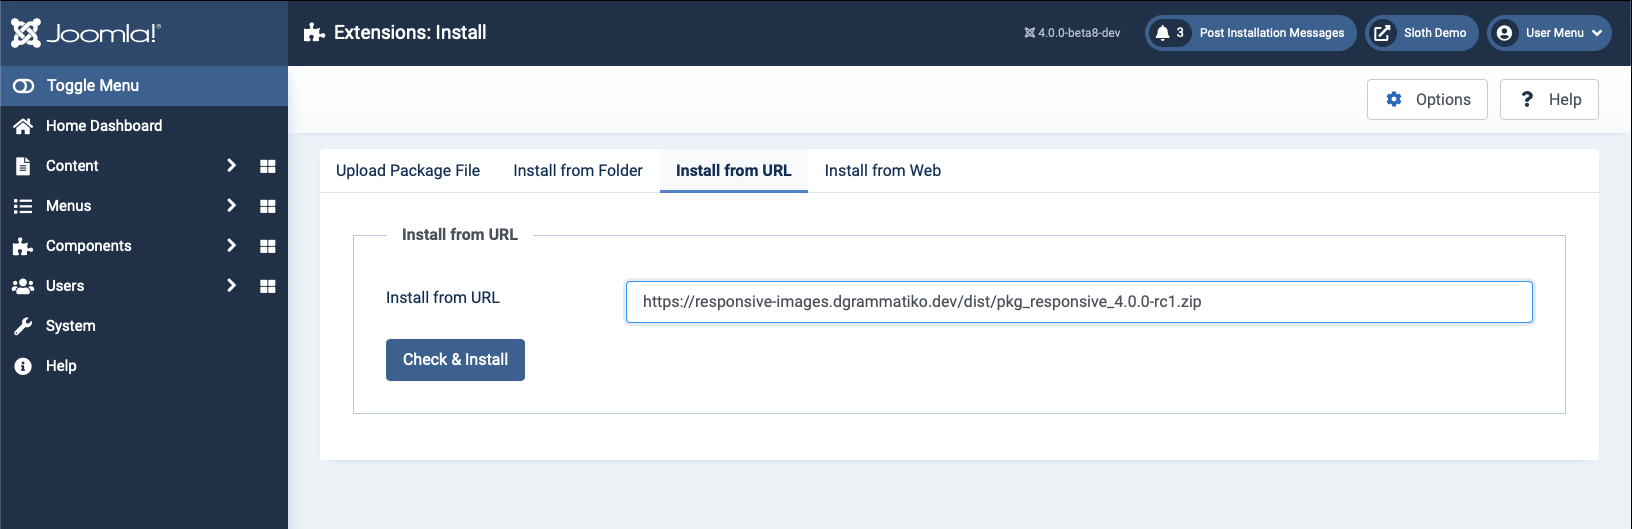 Joomla!®
Extensions: Install
4.0.0-beta8-dev
3 Post Installation Messages
Sloth Demo
User Menu
Toggle Menu
Home Dashboard
Content
Menus
Components
Users
System
Help
Options
? Help
Upload Package File
Install from Folder
Install from URL
Install from Web
Install from URL
Install from URL
https://responsive-images.dgrammatiko.dev/dist/pkg_responsive_4.0.0-rc1.zip
Check & Install